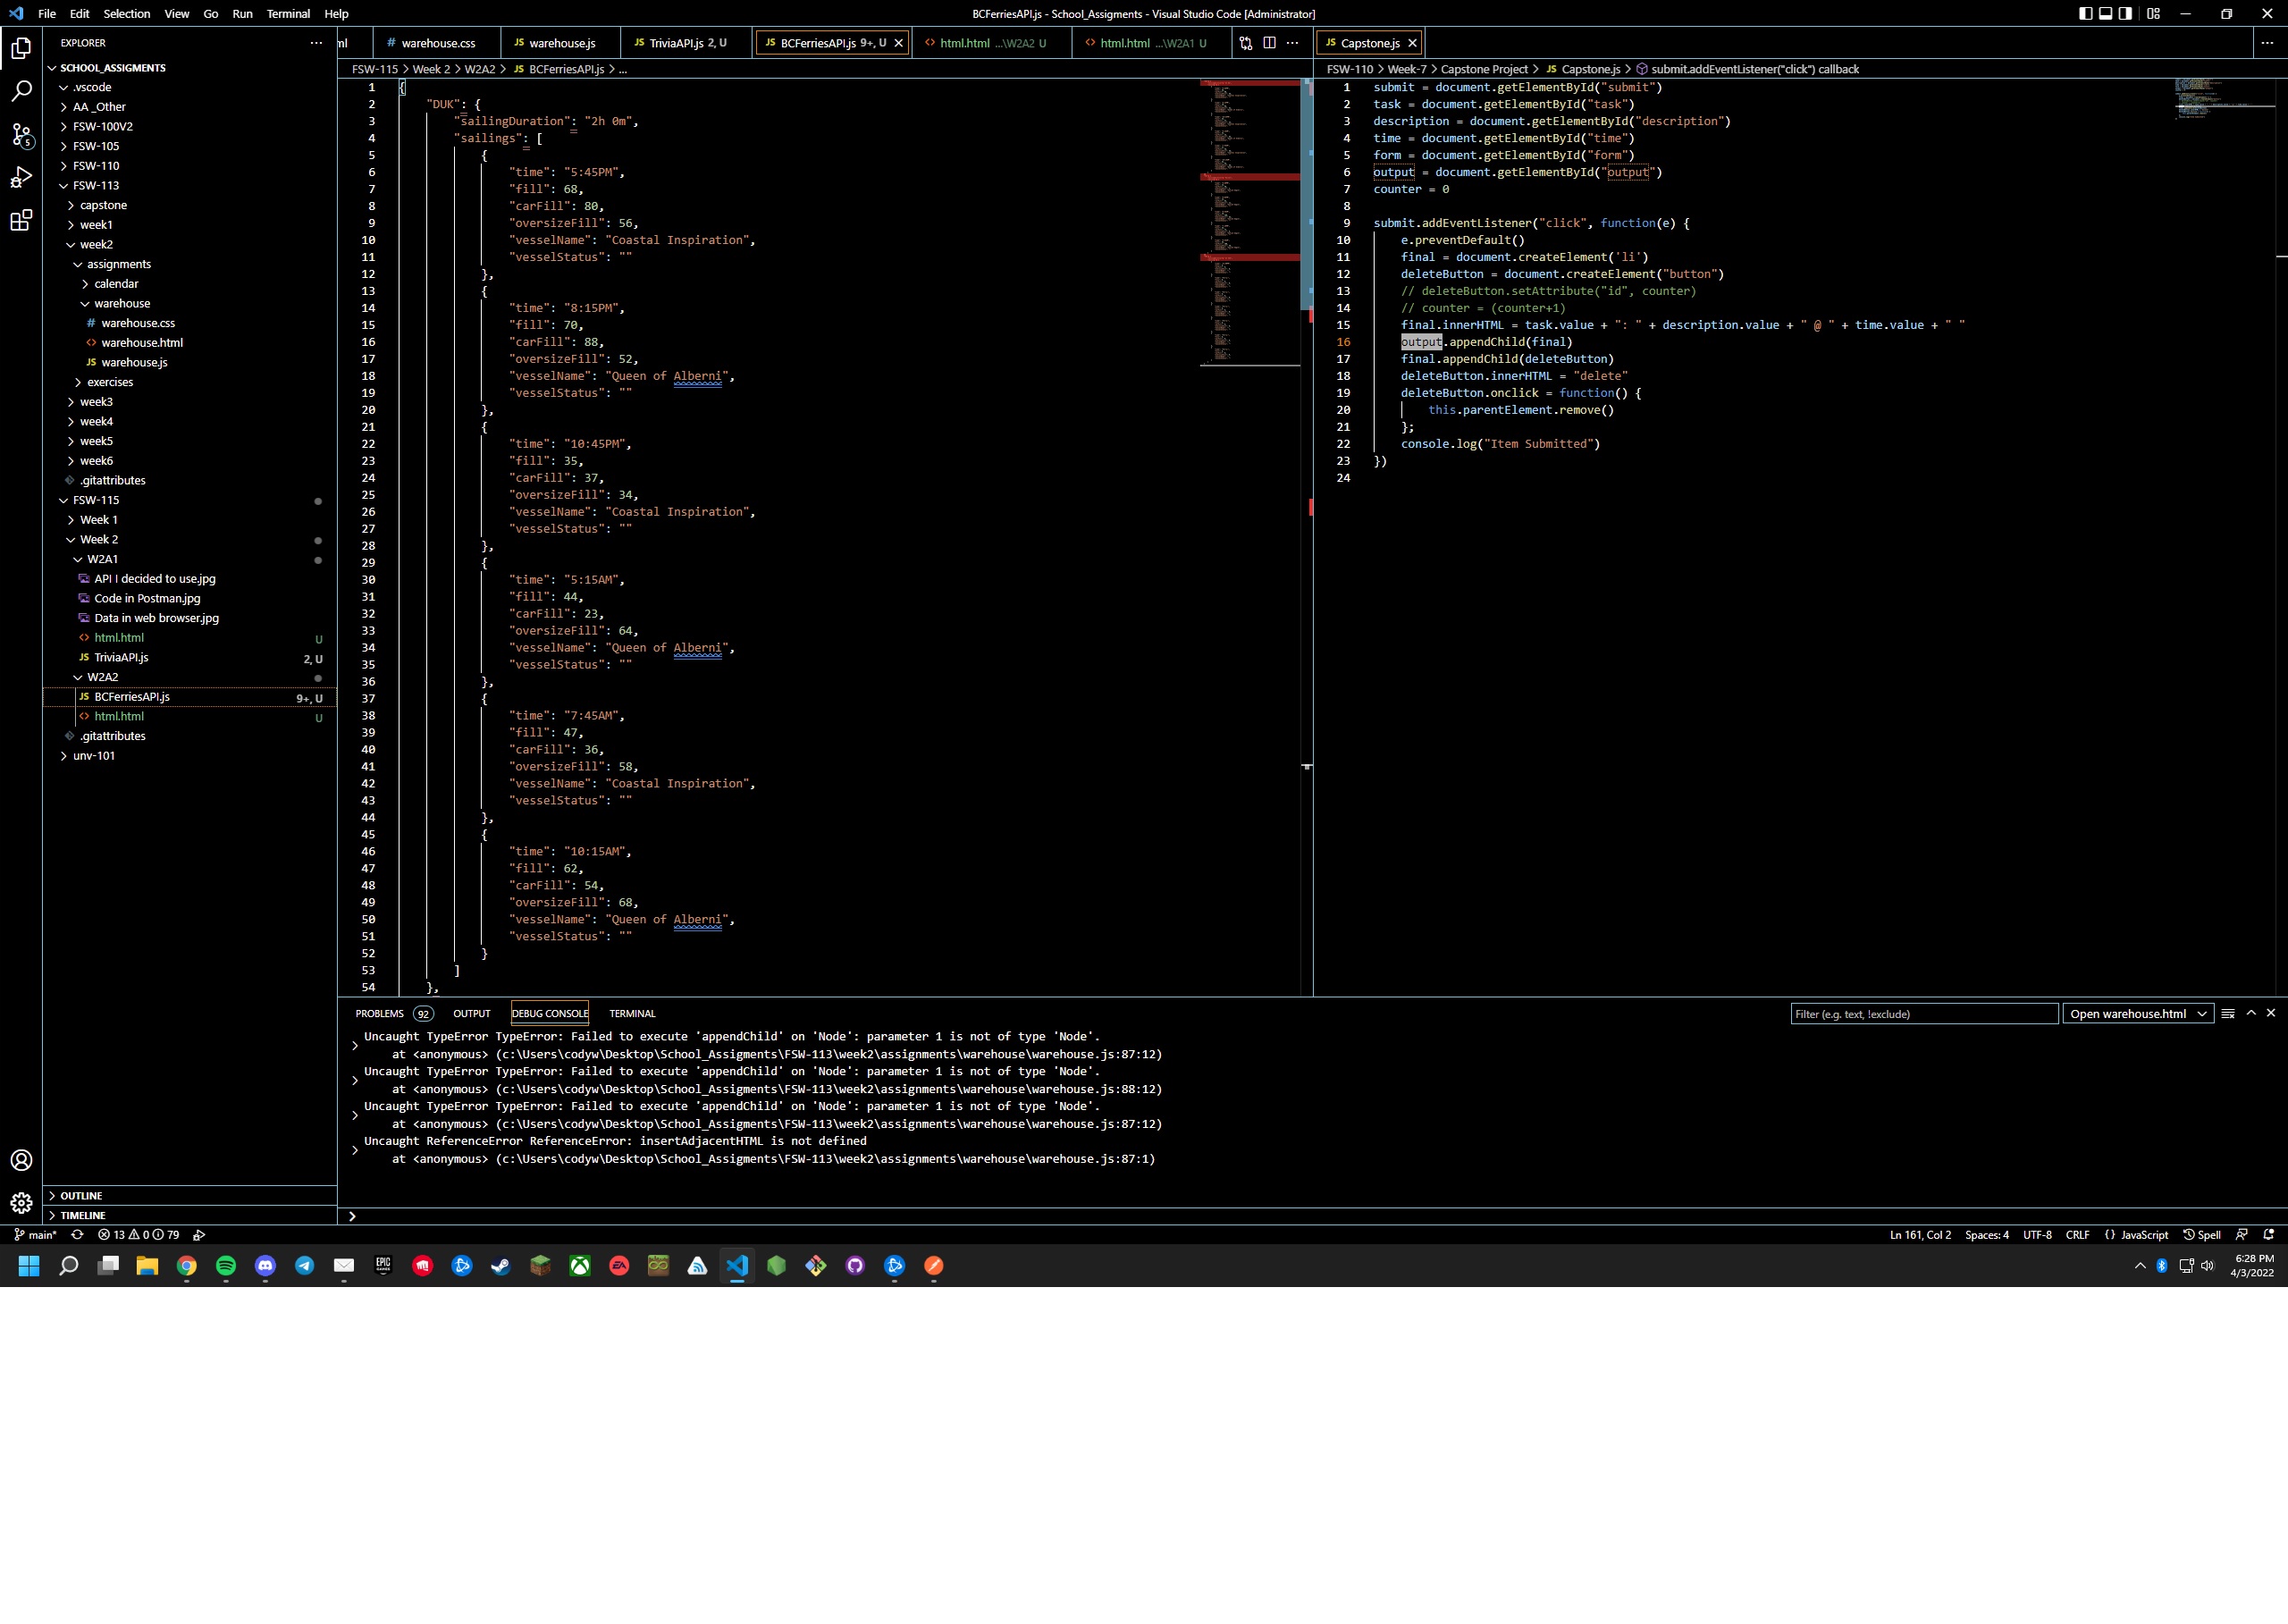 File Edit Selection View Go Run Terminal Help
BCFerriesAPI.js - School_Assigments - Visual Studio Code [Administrator]
EXPLORER
SCHOOL_ASSIGMENTS
.vscode
AA _Other
FSW-100V2
FSW-105
FSW-110
FSW-113
capstone
week1
week2
assignments
calendar
warehouse
# warehouse.css
<> warehouse.html
JS warehouse.js
exercises
week3
week4
week5
week6
.gitattributes
FSW-115
Week 1
Week 2
W2A1
API I decided to use.jpg
Code in Postman.jpg
Data in web browser.jpg
<> html.html U
JS TriviaAPI.js 2, U
W2A2
JS BCFerriesAPI.js 9+, U
<> html.html U
.gitattributes
unv-101
OUTLINE
TIMELINE
5
ml
# warehouse.css
JS warehouse.js
JS TriviaAPI.js 2, U
JS BCFerriesAPI.js 9+, U
<> html.html ...\W2A2 U
<> html.html ...\W2A1 U
FSW-115 > Week 2 > W2A2 > JS BCFerriesAPI.js > ...
1 {
2 "DUK": {
3 "sailingDuration": "2h 0m",
4 "sailings": [
5 {
6 "time": "5:45PM",
7 "fill": 68,
8 "carFill": 80,
9 "oversizeFill": 56,
10 "vesselName": "Coastal Inspiration",
11 "vesselStatus": ""
12 },
13 {
14 "time": "8:15PM",
15 "fill": 70,
16 "carFill": 88,
17 "oversizeFill": 52,
18 "vesselName": "Queen of Alberni",
19 "vesselStatus": ""
20 },
21 {
22 "time": "10:45PM",
23 "fill": 35,
24 "carFill": 37,
25 "oversizeFill": 34,
26 "vesselName": "Coastal Inspiration",
27 "vesselStatus": ""
28 },
29 {
30 "time": "5:15AM",
31 "fill": 44,
32 "carFill": 23,
33 "oversizeFill": 64,
34 "vesselName": "Queen of Alberni",
35 "vesselStatus": ""
36 },
37 {
38 "time": "7:45AM",
39 "fill": 47,
40 "carFill": 36,
41 "oversizeFill": 58,
42 "vesselName": "Coastal Inspiration",
43 "vesselStatus": ""
44 },
45 {
46 "time": "10:15AM",
47 "fill": 62,
48 "carFill": 54,
49 "oversizeFill": 68,
50 "vesselName": "Queen of Alberni",
51 "vesselStatus": ""
52 }
53 ]
54 },
JS Capstone.js
FSW-110 > Week-7 > Capstone Project > JS Capstone.js > submit.addEventListener("click") callback
1 submit = document.getElementById("submit")
2 task = document.getElementById("task")
3 description = document.getElementById("description")
4 time = document.getElementById("time")
5 form = document.getElementById("form")
6 output = document.getElementById("output")
7 counter = 0
8
9 submit.addEventListener("click", function(e) {
10 e.preventDefault()
11 final = document.createElement('li')
12 deleteButton = document.createElement("button")
13 // deleteButton.setAttribute("id", counter)
14 // counter = (counter+1)
15 final.innerHTML = task.value + ": " + description.value + " @ " + time.value + " "
16 output.appendChild(final)
17 final.appendChild(deleteButton)
18 deleteButton.innerHTML = "delete"
19 deleteButton.onclick = function() {
20 this.parentElement.remove()
21 };
22 console.log("Item Submitted")
23 })
24
PROBLEMS 92 OUTPUT DEBUG CONSOLE TERMINAL
Filter (e.g. text, !exclude)
Open warehouse.html
Uncaught TypeError TypeError: Failed to execute 'appendChild' on 'Node': parameter 1 is not of type 'Node'.
at <anonymous> (c:\Users\codyw\Desktop\School_Assigments\FSW-113\week2\assignments\warehouse\warehouse.js:87:12)
Uncaught TypeError TypeError: Failed to execute 'appendChild' on 'Node': parameter 1 is not of type 'Node'.
at <anonymous> (c:\Users\codyw\Desktop\School_Assigments\FSW-113\week2\assignments\warehouse\warehouse.js:88:12)
Uncaught TypeError TypeError: Failed to execute 'appendChild' on 'Node': parameter 1 is not of type 'Node'.
at <anonymous> (c:\Users\codyw\Desktop\School_Assigments\FSW-113\week2\assignments\warehouse\warehouse.js:87:12)
Uncaught ReferenceError ReferenceError: insertAdjacentHTML is not defined
at <anonymous> (c:\Users\codyw\Desktop\School_Assigments\FSW-113\week2\assignments\warehouse\warehouse.js:87:1)
main* 13 0 79
Ln 161, Col 2 Spaces: 4 UTF-8 CRLF {} JavaScript Spell
EPIC GAMES
EA
6:28 PM
4/3/2022